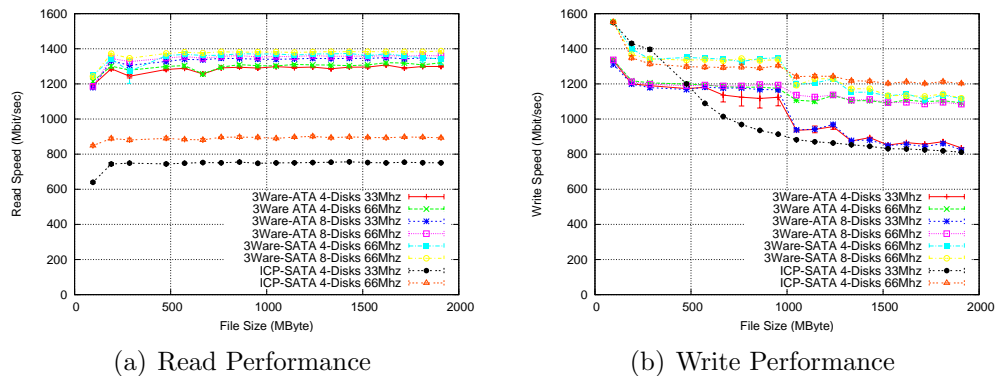 1600
1400
1200
1000
800
600
400
200
0
0 500 1000 1500 2000
Read Speed (Mbit/sec)
File Size (MByte)
3Ware-ATA 4-Disks 33Mhz
3Ware ATA 4-Disks 66Mhz
3Ware-ATA 8-Disks 33Mhz
3Ware-ATA 8-Disks 66Mhz
3Ware-SATA 4-Disks 66Mhz
3Ware-SATA 8-Disks 66Mhz
ICP-SATA 4-Disks 33Mhz
ICP-SATA 4-Disks 66Mhz
(a) Read Performance
1600
1400
1200
1000
800
600
400
200
0
0 500 1000 1500 2000
Write Speed (Mbit/sec)
File Size (MByte)
3Ware-ATA 4-Disks 33Mhz
3Ware ATA 4-Disks 66Mhz
3Ware-ATA 8-Disks 33Mhz
3Ware-ATA 8-Disks 66Mhz
3Ware-SATA 4-Disks 66Mhz
3Ware-SATA 8-Disks 66Mhz
ICP-SATA 4-Disks 33Mhz
ICP-SATA 4-Disks 66Mhz
(b) Write Performance